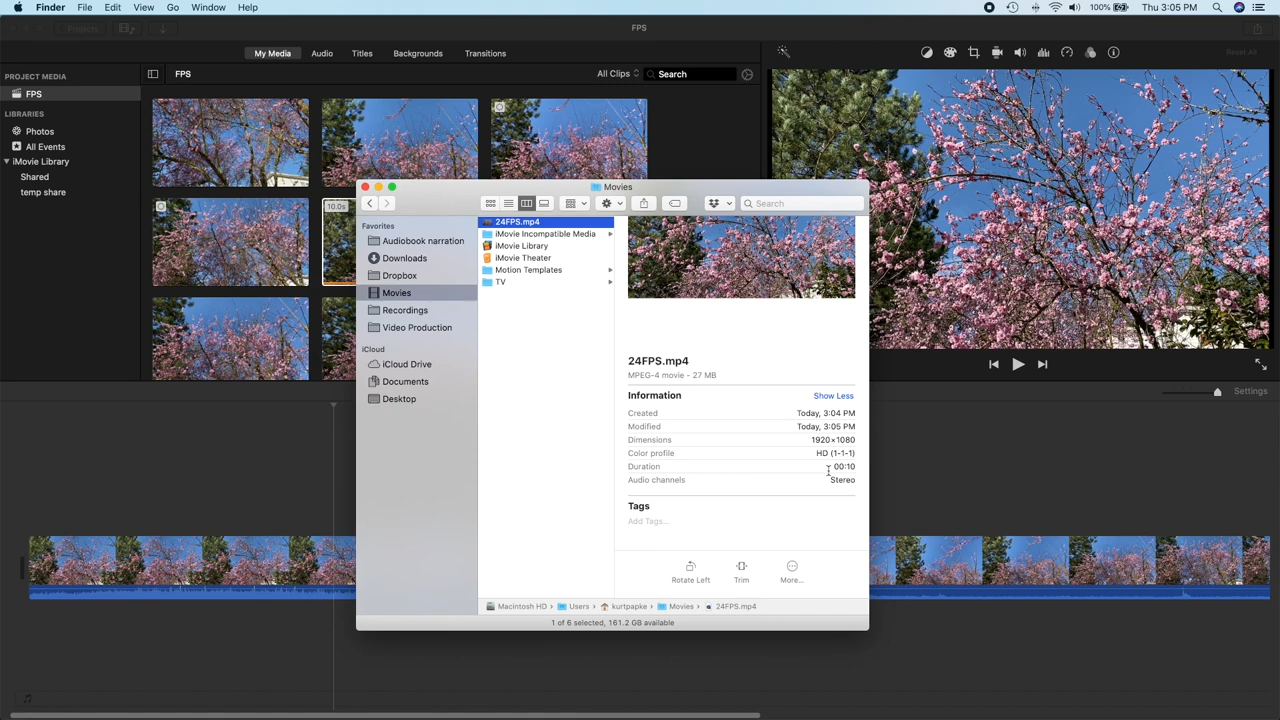 Finder File Edit View Go Window Help 100% Thu 3:05 PM
Projects FPS
My Media Audio Titles Backgrounds Transitions Reset All
PROJECT MEDIA
FPS
FPS All Clips Search
LIBRARIES
Photos
All Events
iMovie Library
Shared
temp share
10.0s
Settings
Movies
Search
Favorites
Audiobook narration
Downloads
Dropbox
Movies
Recordings
Video Production
iCloud
iCloud Drive
Documents
Desktop
24FPS.mp4
iMovie Incompatible Media
iMovie Library
iMovie Theater
Motion Templates
TV
24FPS.mp4
MPEG-4 movie - 27 MB
Information Show Less
Created Today, 3:04 PM
Modified Today, 3:05 PM
Dimensions 1920×1080
Color profile HD (1-1-1)
Duration 00:10
Audio channels Stereo
Tags
Add Tags...
Rotate Left Trim More...
Macintosh HD › Users › kurtpapke › Movies › 24FPS.mp4
1 of 6 selected, 161.2 GB available